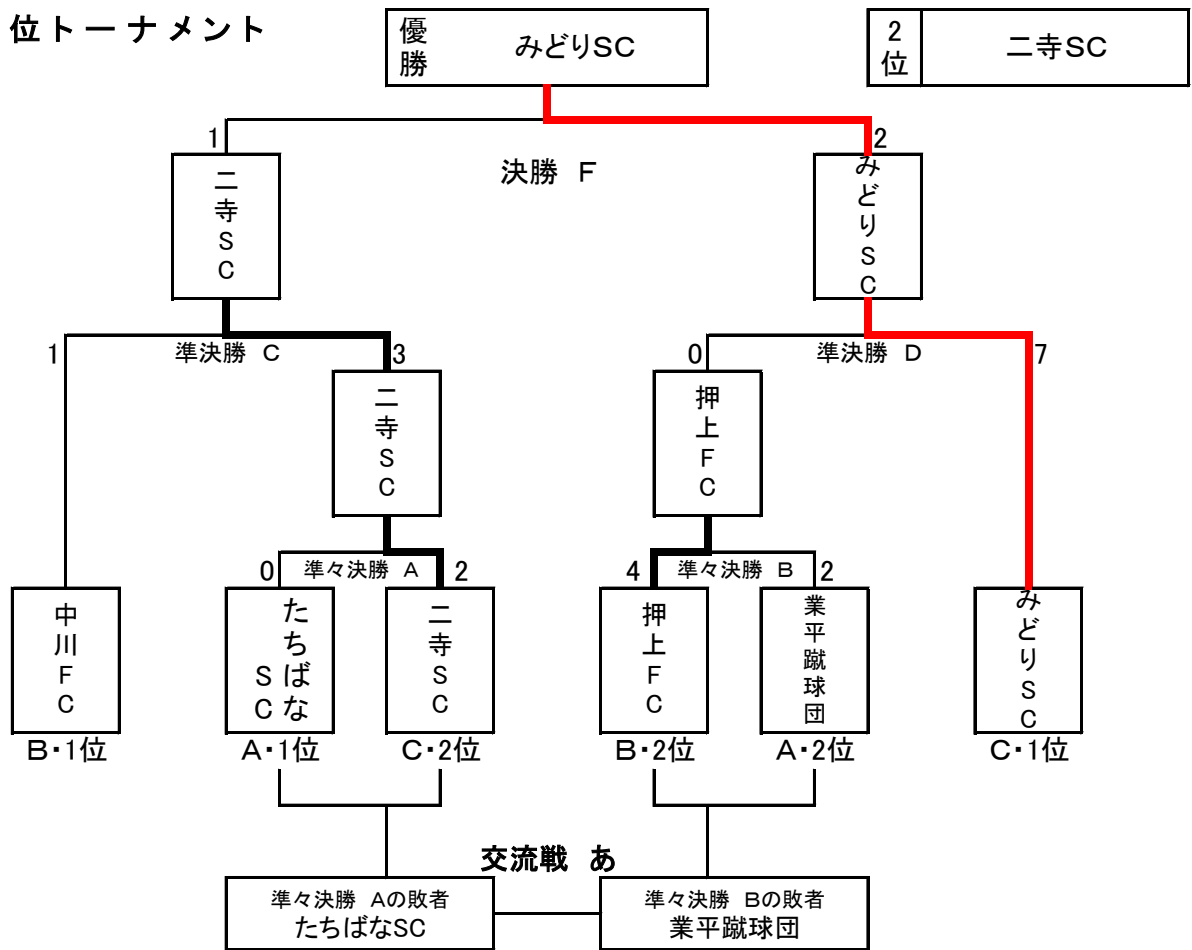 位トーナメント
優勝 みどりSC
2位 二寺SC
1 2
決勝 F
二寺SC
みどりSC
1 準決勝 C 3
0 準決勝 D 7
二寺SC
押上FC
0 準々決勝 A 2
4 準々決勝 B 2
中川FC
たちばなSC
二寺SC
押上FC
業平蹴球団
みどりSC
B・1位 A・1位 C・2位 B・2位 A・2位 C・1位
交流戦 あ
準々決勝 Aの敗者
たちばなSC
準々決勝 Bの敗者
業平蹴球団